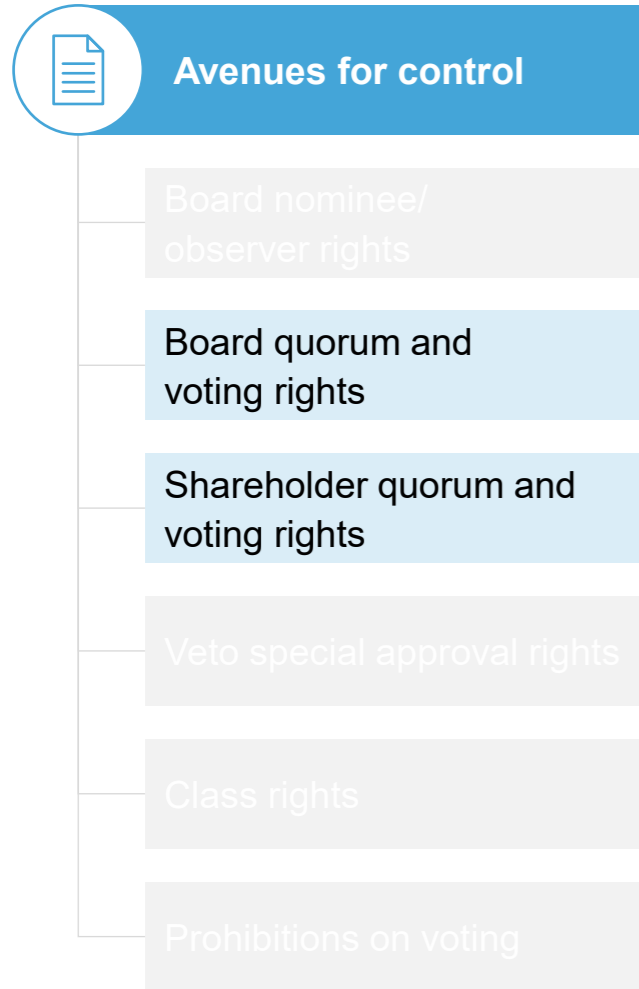 Avenues for control
Board nominee/
observer rights
Board quorum and
voting rights
Shareholder quorum and
voting rights
Veto special approval rights
Class rights
Prohibitions on voting